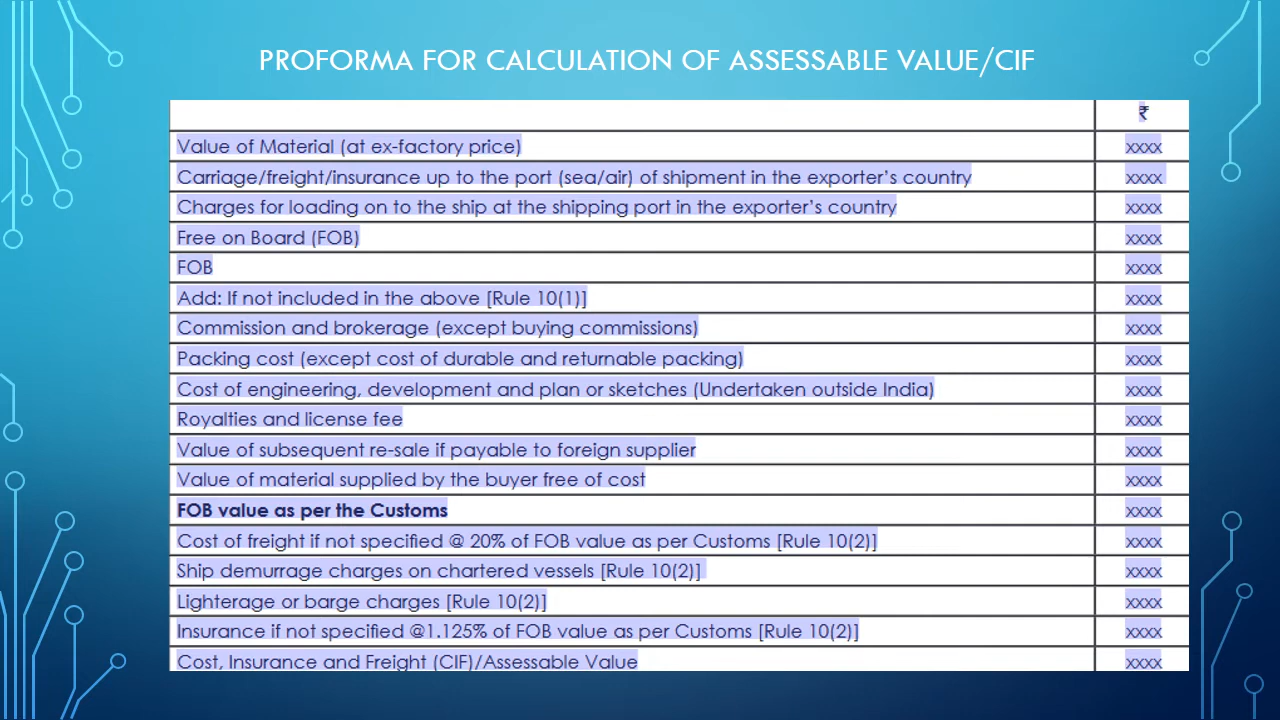 PROFORMA FOR CALCULATION OF ASSESSABLE VALUE/CIF
₹
Value of Material (at ex-factory price) xxxx
Carriage/freight/insurance up to the port (sea/air) of shipment in the exporter's country xxxx
Charges for loading on to the ship at the shipping port in the exporter's country xxxx
Free on Board (FOB) xxxx
FOB xxxx
Add: If not included in the above [Rule 10(1)] xxxx
Commission and brokerage (except buying commissions) xxxx
Packing cost (except cost of durable and returnable packing) xxxx
Cost of engineering, development and plan or sketches (Undertaken outside India) xxxx
Royalties and license fee xxxx
Value of subsequent re-sale if payable to foreign supplier xxxx
Value of material supplied by the buyer free of cost xxxx
FOB value as per the Customs xxxx
Cost of freight if not specified @ 20% of FOB value as per Customs [Rule 10(2)] xxxx
Ship demurrage charges on chartered vessels [Rule 10(2)] xxxx
Lighterage or barge charges [Rule 10(2)] xxxx
Insurance if not specified @1.125% of FOB value as per Customs [Rule 10(2)] xxxx
Cost, Insurance and Freight (CIF)/Assessable Value xxxx